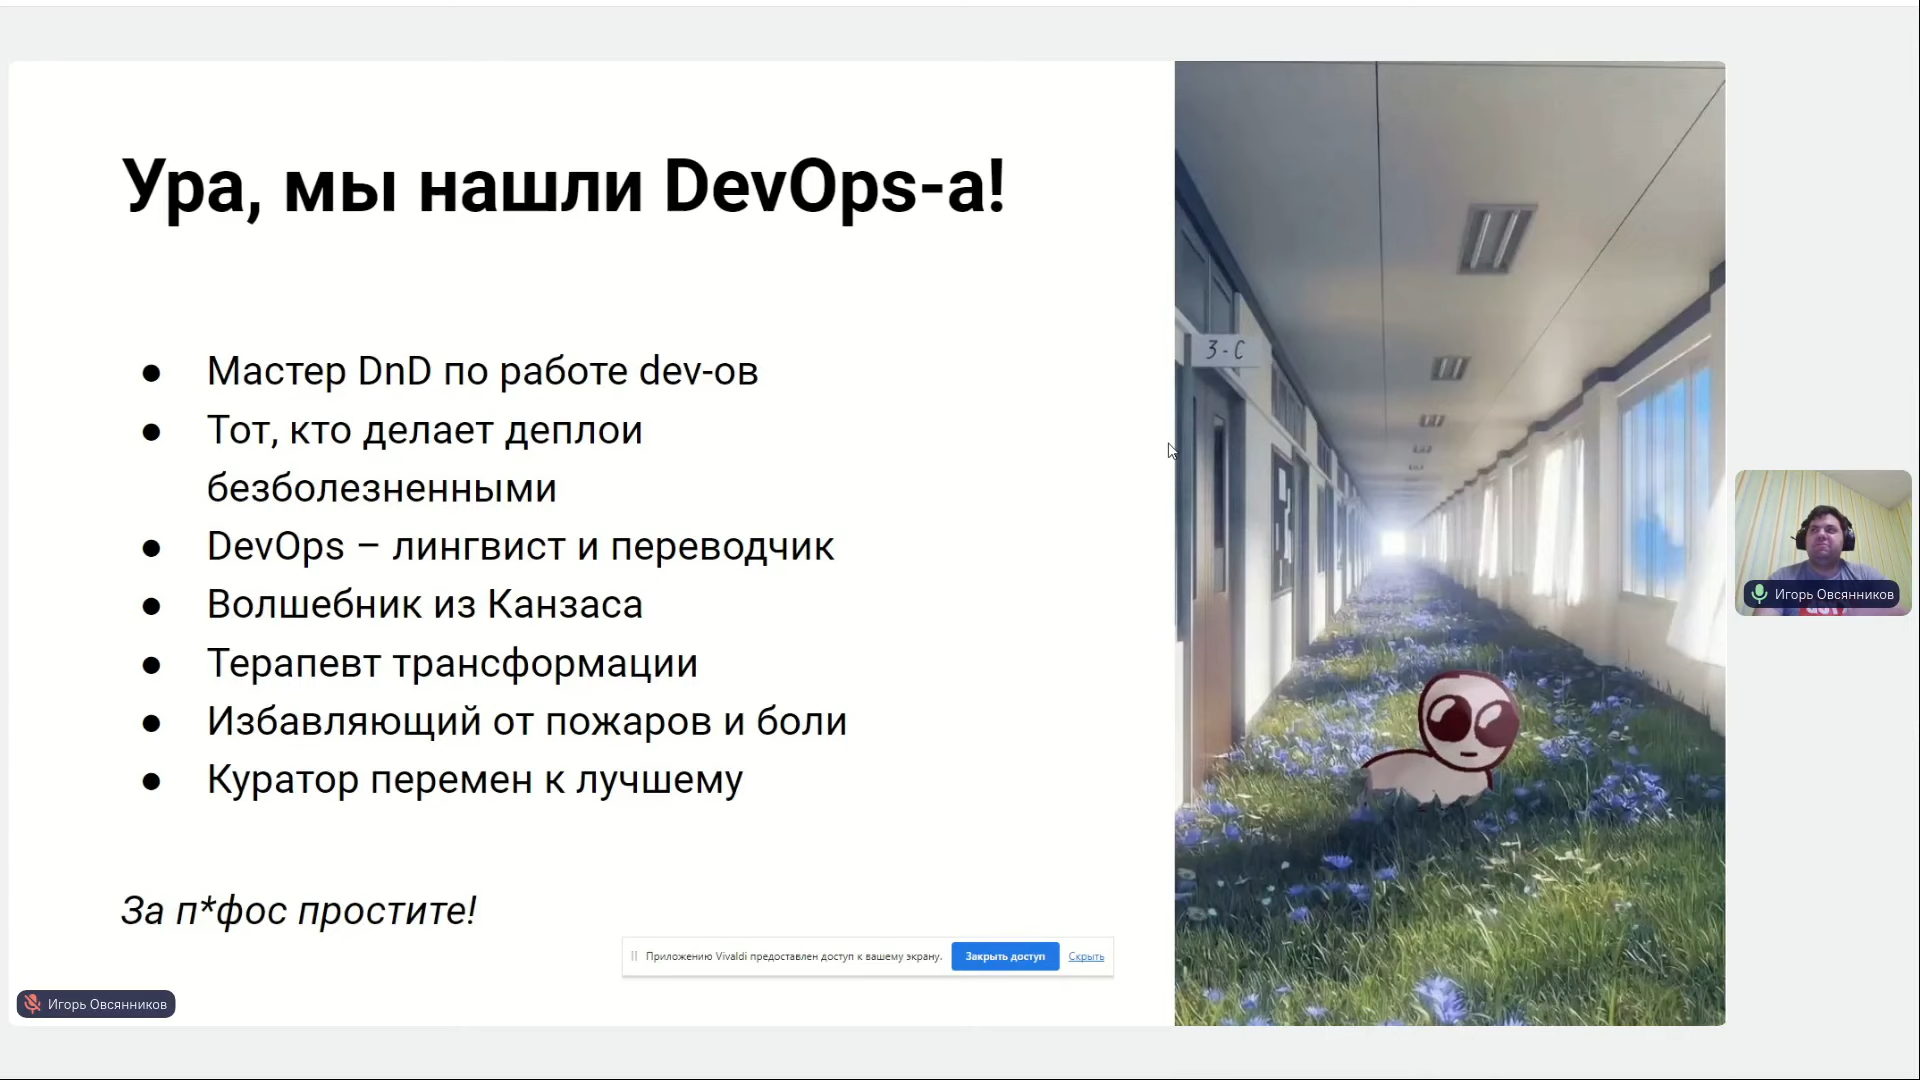 Ура, мы нашли DevOps-а!
● Мастер DnD по работе dev-ов
● Тот, кто делает деплои
безболезненными
● DevOps – лингвист и переводчик
● Волшебник из Канзаса
● Терапевт трансформации
● Избавляющий от пожаров и боли
● Куратор перемен к лучшему
За п*фос простите!
Приложению Vivaldi предоставлен доступ к вашему экрану. Закрыть доступ Скрыть
Игорь Овсянников
3-C
Игорь Овсянников